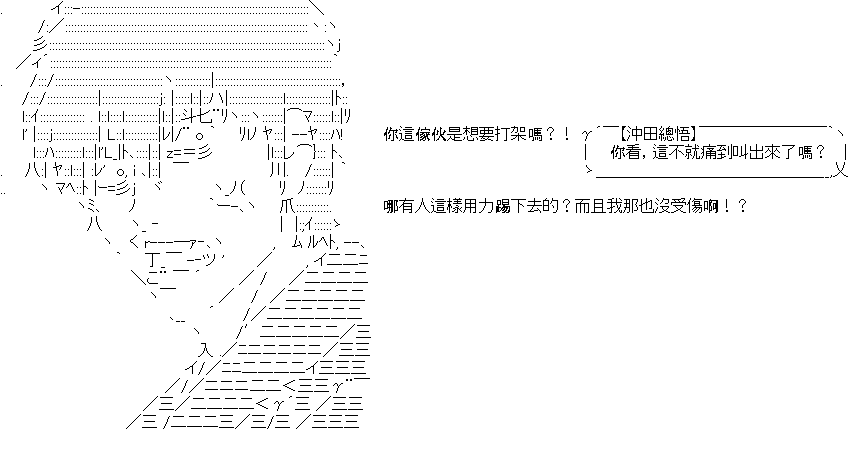 你這傢伙是想要打架嗎？！
【沖田總悟】
你看，這不就痛到叫出來了嗎？
哪有人這樣用力踢下去的？而且我那也沒受傷啊！？